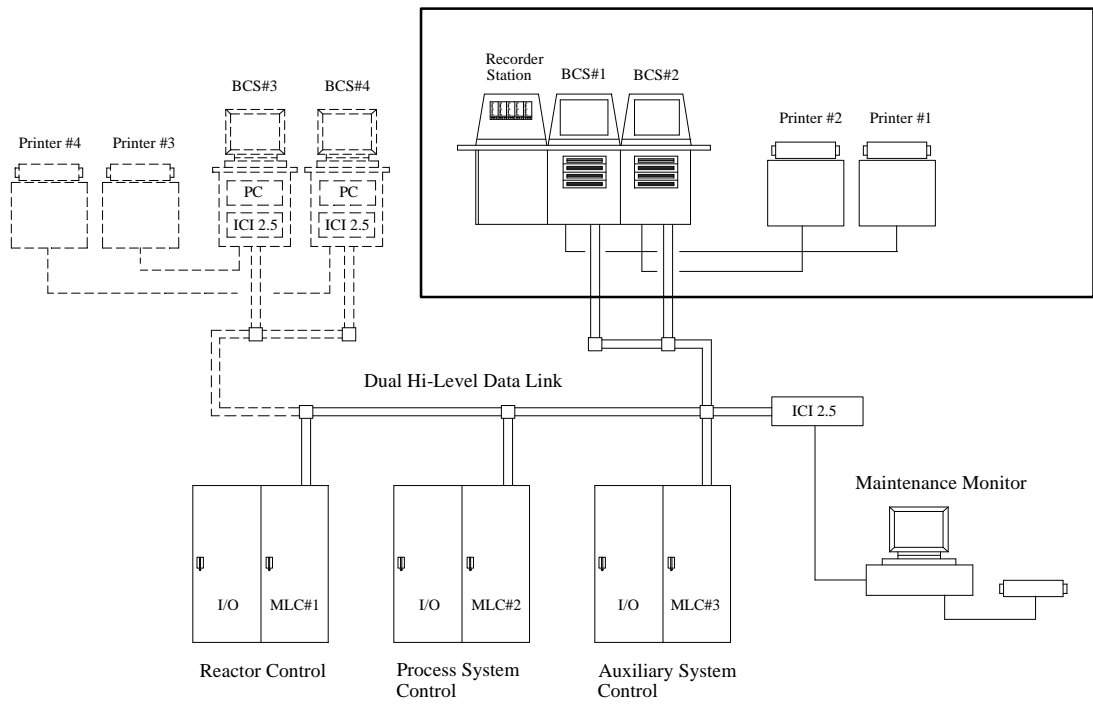 Recorder
Station
BCS#1
BCS#2
BCS#3
BCS#4
Printer #4
Printer #3
Printer #2
Printer #1
PC
PC
ICI 2.5
ICI 2.5
Dual Hi-Level Data Link
ICI 2.5
Maintenance Monitor
I/O
MLC#1
I/O
MLC#2
I/O
MLC#3
Reactor Control
Process System
Control
Auxiliary System
Control